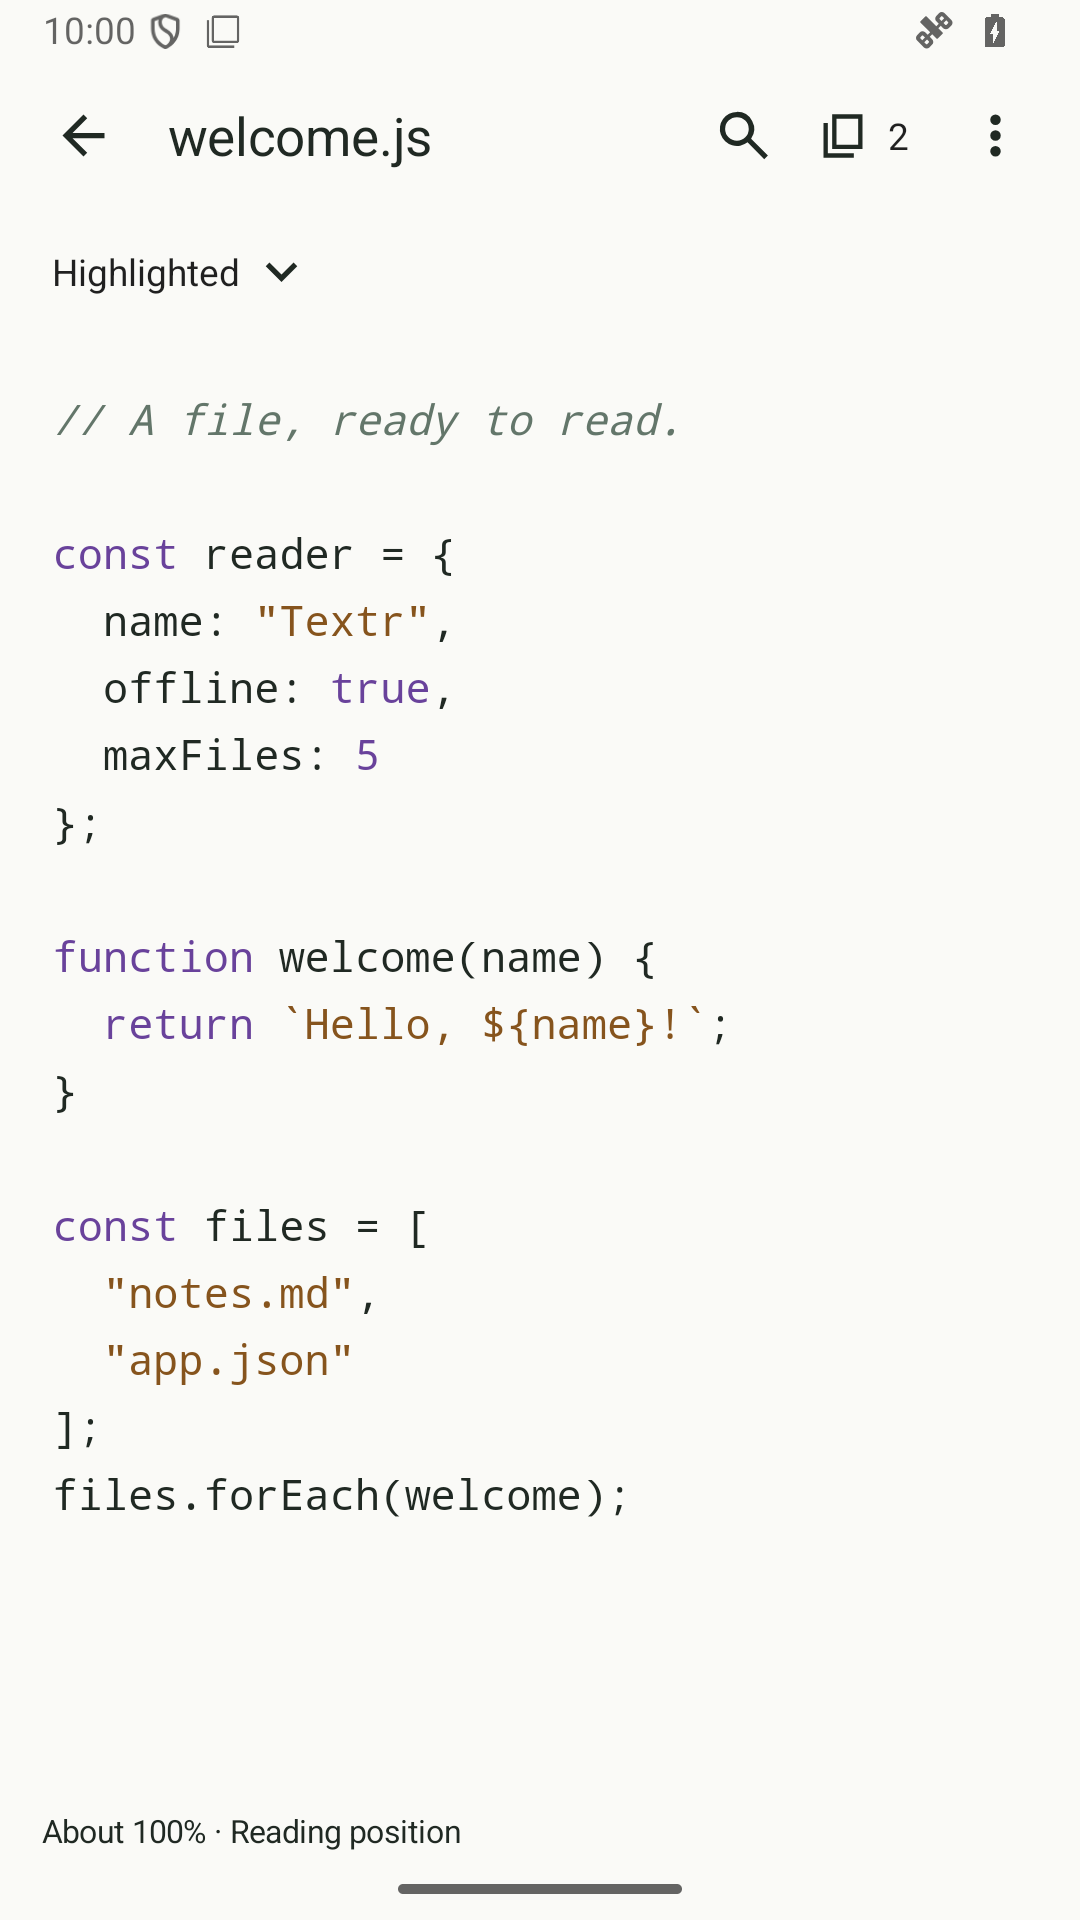 10:00
welcome.js
2
Highlighted
// A file, ready to read.
const reader = {
  name: "Textr",
  offline: true,
  maxFiles: 5
};
function welcome(name) {
  return `Hello, ${name}!`;
}
const files = [
  "notes.md",
  "app.json"
];
files.forEach(welcome);
About 100% · Reading position